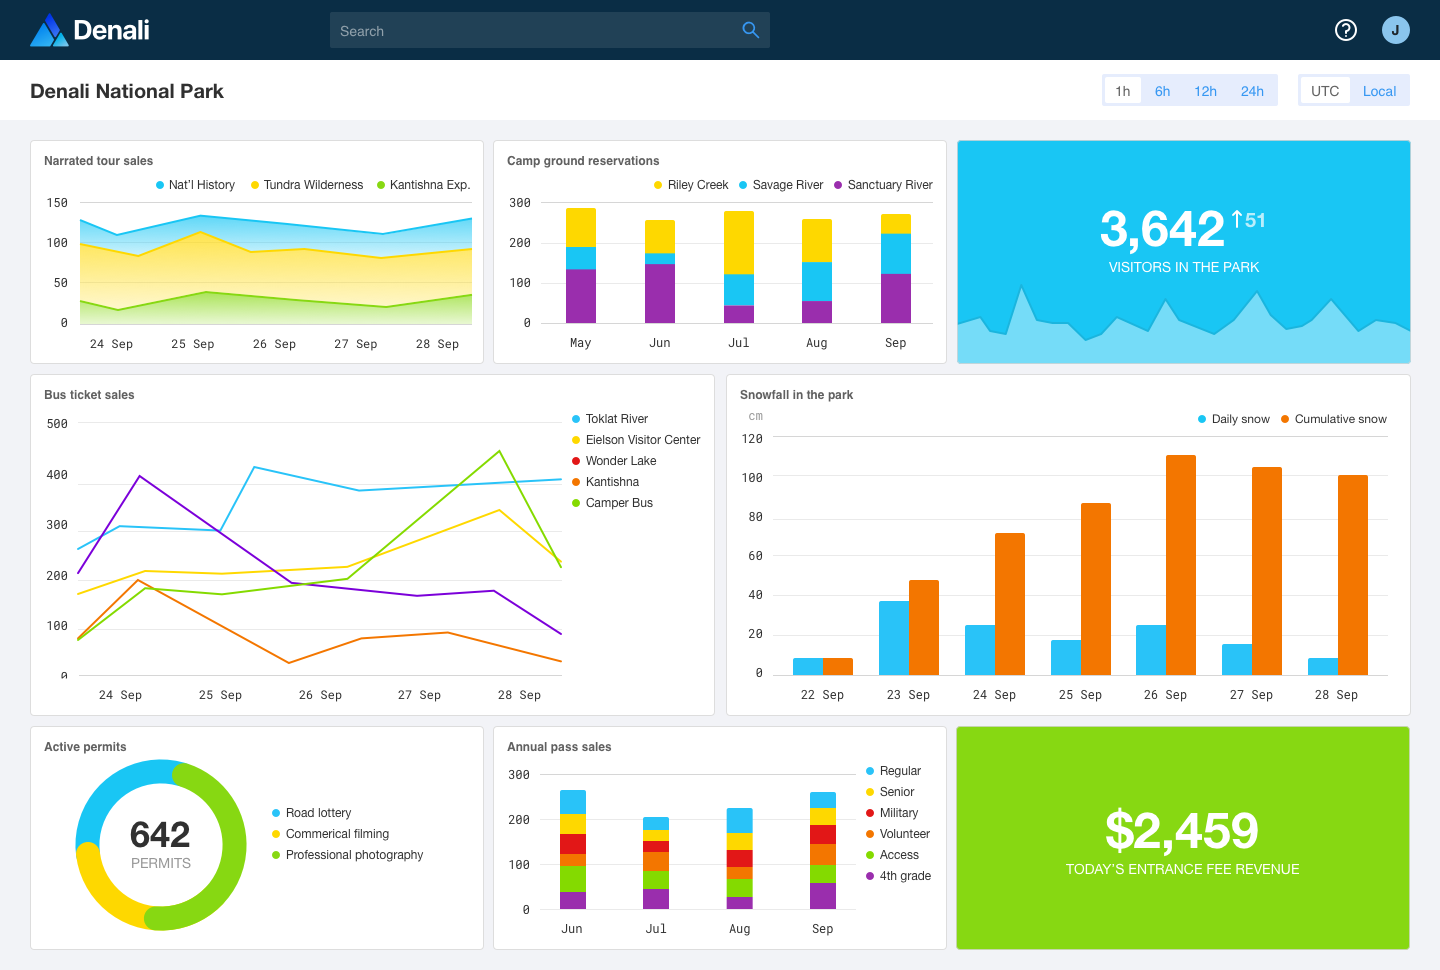 Denali
Search
J
Denali National Park
1h 6h 12h 24h
UTC Local
Narrated tour sales
Nat'l History Tundra Wilderness Kantishna Exp.
150
100
50
0
24 Sep 25 Sep 26 Sep 27 Sep 28 Sep
Camp ground reservations
Riley Creek Savage River Sanctuary River
300
200
100
0
May Jun Jul Aug Sep
3,642 ↑51
VISITORS IN THE PARK
Bus ticket sales
500
400
300
200
100
0
24 Sep 25 Sep 26 Sep 27 Sep 28 Sep
Toklat River
Eielson Visitor Center
Wonder Lake
Kantishna
Camper Bus
Snowfall in the park
cm
Daily snow Cumulative snow
120
100
80
60
40
20
0
22 Sep 23 Sep 24 Sep 25 Sep 26 Sep 27 Sep 28 Sep
Active permits
642
PERMITS
Road lottery
Commerical filming
Professional photography
Annual pass sales
300
200
100
0
Jun Jul Aug Sep
Regular
Senior
Military
Volunteer
Access
4th grade
$2,459
TODAY'S ENTRANCE FEE REVENUE